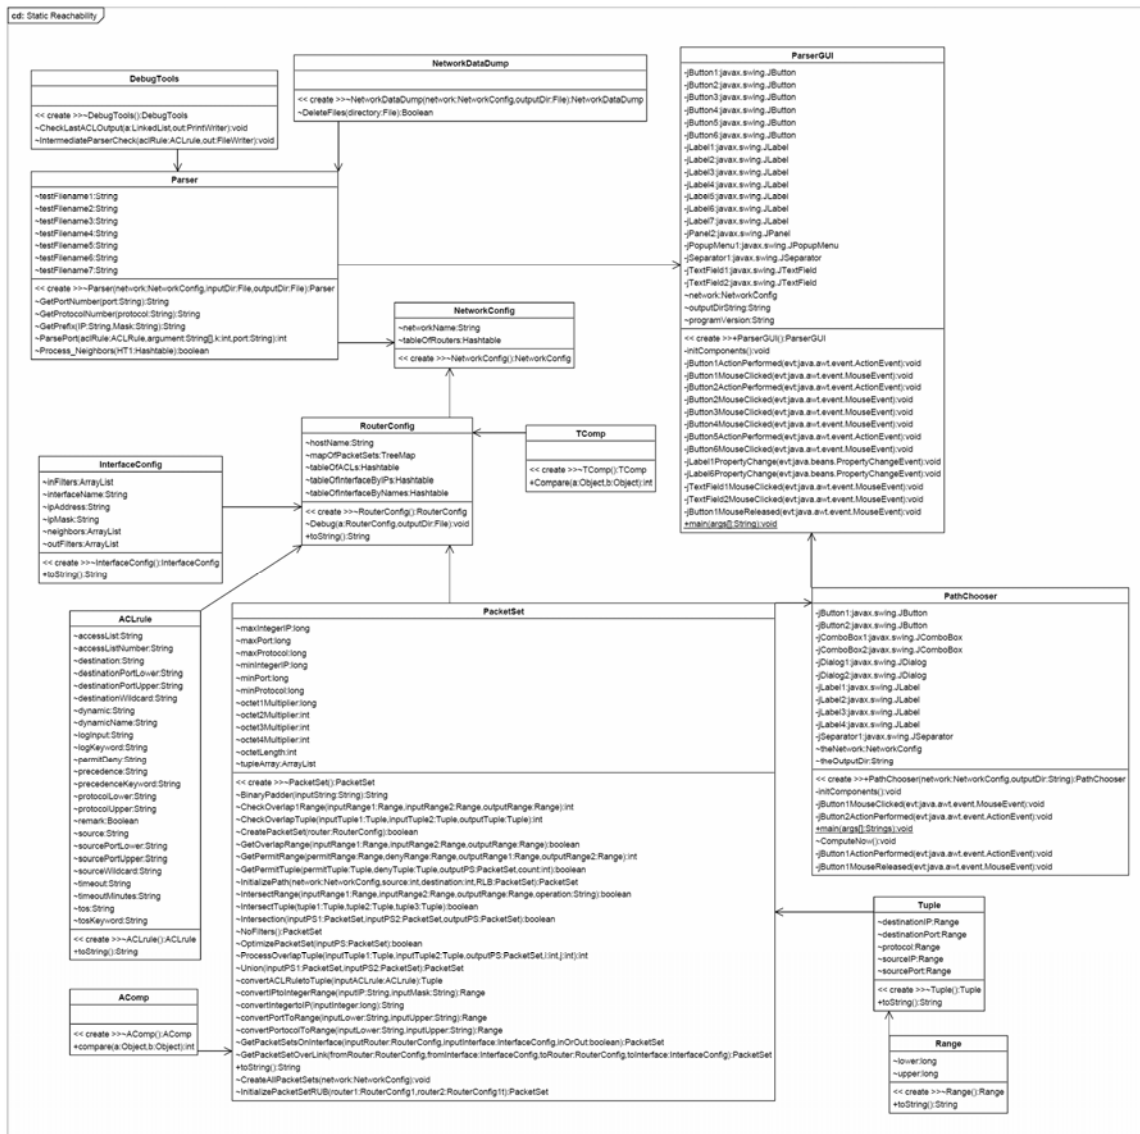 cd: Static Reachability
DebugTools
<< create >>~DebugTools():DebugTools
~CheckLastACLOutput(a:LinkedList,out:PrintWriter):void
~IntermediateParserCheck(aclRule:ACLrule,out:FileWriter):void
NetworkDataDump
<< create >>~NetworkDataDump(network:NetworkConfig,outputDir:File):NetworkDataDump
~DeleteFiles(directory:File):Boolean
ParserGUI
-jButton1:javax.swing.JButton
-jButton2:javax.swing.JButton
-jButton3:javax.swing.JButton
-jButton4:javax.swing.JButton
-jButton5:javax.swing.JButton
-jButton6:javax.swing.JButton
-jLabel1:javax.swing.JLabel
-jLabel2:javax.swing.JLabel
-jLabel3:javax.swing.JLabel
-jLabel4:javax.swing.JLabel
-jLabel5:javax.swing.JLabel
-jLabel6:javax.swing.JLabel
-jLabel7:javax.swing.JLabel
-jPanel2:javax.swing.JPanel
-jPopupMenu1:javax.swing.JPopupMenu
-jSeparator1:javax.swing.JSeparator
-jTextField1:javax.swing.JTextField
-jTextField2:javax.swing.JTextField
~network:NetworkConfig
~outputDirString:String
~programVersion:String
<< create >>+ParserGUI():ParserGUI
-initComponents():void
-jButton1ActionPerformed(evt:java.awt.event.ActionEvent):void
-jButton1MouseClicked(evt:java.awt.event.MouseEvent):void
-jButton2ActionPerformed(evt:java.awt.event.ActionEvent):void
-jButton2MouseClicked(evt:java.awt.event.MouseEvent):void
-jButton3MouseClicked(evt:java.awt.event.MouseEvent):void
-jButton4MouseClicked(evt:java.awt.event.MouseEvent):void
-jButton5ActionPerformed(evt:java.awt.event.ActionEvent):void
-jButton6MouseClicked(evt:java.awt.event.MouseEvent):void
-jLabel1PropertyChange(evt:java.beans.PropertyChangeEvent):void
-jLabel6PropertyChange(evt:java.beans.PropertyChangeEvent):void
-jTextField1MouseClicked(evt:java.awt.event.MouseEvent):void
-jTextField2MouseClicked(evt:java.awt.event.MouseEvent):void
-jButton1MouseReleased(evt:java.awt.event.MouseEvent):void
+main(args[]:String):void
Parser
~testFilename1:String
~testFilename2:String
~testFilename3:String
~testFilename4:String
~testFilename5:String
~testFilename6:String
~testFilename7:String
<< create >>~Parser(network:NetworkConfig,inputDir:File,outputDir:File):Parser
~GetPortNumber(port:String):String
~GetProtocolNumber(protocol:String):String
~GetPrefix(IP:String,Mask:String):String
~ParsePort(aclRule:ACLRule,argument:String[],k:int,port:String):int
~Process_Neighbors(HT1:Hashtable):boolean
NetworkConfig
~networkName:String
~tableOfRouters:Hashtable
<< create >>~NetworkConfig():NetworkConfig
RouterConfig
~hostName:String
~mapOfPacketSets:TreeMap
~tableOfACLs:Hashtable
~tableOfInterfaceByIPs:Hashtable
~tableOfInterfaceByNames:Hashtable
<< create >>~RouterConfig():RouterConfig
~Debug(a:RouterConfig,outputDir:File):void
+toString():String
TComp
<< create >>~TComp():TComp
+Compare(a:Object,b:Object):int
InterfaceConfig
~inFilters:ArrayList
~interfaceName:String
~ipAddress:String
~ipMask:String
~neighbors:ArrayList
~outFilters:ArrayList
<< create >>~InterfaceConfig():InterfaceConfig
+toString():String
ACLrule
~accessList:String
~accessListNumber:String
~destination:String
~destinationPortLower:String
~destinationPortUpper:String
~destinationWildcard:String
~dynamic:String
~dynamicName:String
~logInput:String
~logKeyword:String
~permitDeny:String
~precedence:String
~precedenceKeyword:String
~protocolLower:String
~protocolUpper:String
~remark:Boolean
~source:String
~sourcePortLower:String
~sourcePortUpper:String
~sourceWildcard:String
~timeout:String
~timeoutMinutes:String
~tos:String
~tosKeyword:String
<< create >>~ACLrule():ACLrule
+toString():String
PacketSet
~maxIntegerIP:long
~maxPort:long
~maxProtocol:long
~minIntegerIP:long
~minPort:long
~minProtocol:long
~octet1Multiplier:long
~octet2Multiplier:int
~octet3Multiplier:int
~octet4Multiplier:int
~octetLength:int
~tupleArray:ArrayList
<< create >>~PacketSet():PacketSet
~BinaryPadder(inputString:String):String
~CheckOverlap1Range(inputRange1:Range,inputRange2:Range,outputRange:Range):int
~CheckOverlapTuple(inputTuple1:Tuple,inputTuple2:Tuple,outputTuple:Tuple):int
~CreatePacketSet(router:RouterConfig):boolean
~GetOverlapRange(inputRange1:Range,inputRange2:Range,outputRange:Range):boolean
~GetPermitRange(permitRange:Range,denyRange:Range,outputRange1:Range,outputRange2:Range):int
~GetPermitTuple(permitTuple:Tuple,denyTuple:Tuple,outputPS:PacketSet,count:int):boolean
~InitializePath(network:NetworkConfig,source:int,destination:int,RLB:PacketSet):PacketSet
~IntersectRange(inputRange1:Range,inputRange2:Range,outputRange:Range,operation:String):boolean
~IntersectTuple(tuple1:Tuple,tuple2:Tuple,tuple3:Tuple):boolean
~Intersection(inputPS1:PacketSet,inputPS2:PacketSet,outputPS:PacketSet):boolean
~NoFilters():PacketSet
~OptimizePacketSet(inputPS:PacketSet):boolean
~ProcessOverlapTuple(inputTuple1:Tuple,inputTuple2:Tuple,outputPS:PacketSet,i:int,j:int):int
~Union(inputPS1:PacketSet,inputPS2:PacketSet):PacketSet
~convertACLRuletoTuple(inputACLrule:ACLrule):Tuple
~convertIPtoIntegerRange(inputIP:String,inputMask:String):Range
~convertIntegertoIP(inputInteger:long):String
~convertPortToRange(inputLower:String,inputUpper:String):Range
~convertPortocolToRange(inputLower:String,inputUpper:String):Range
~GetPacketSetsOnInterface(inputRouter:RouterConfig,inputInterface:InterfaceConfig,inOrOut:boolean):PacketSet
~GetPacketSetOverLink(fromRouter:RouterConfig,fromInterface:InterfaceConfig,toRouter:RouterConfig,toInterface:InterfaceConfig):PacketSet
+toString():String
~CreateAllPacketSets(network:NetworkConfig):void
~InitializePacketSetRUB(router1:RouterConfig1,router2:RouterConfig1t):PacketSet
PathChooser
-jButton1:javax.swing.JButton
-jButton2:javax.swing.JButton
-jComboBox1:javax.swing.JComboBox
-jComboBox2:javax.swing.JComboBox
-jDialog1:javax.swing.JDialog
-jDialog2:javax.swing.JDialog
-jLabel1:javax.swing.JLabel
-jLabel2:javax.swing.JLabel
-jLabel3:javax.swing.JLabel
-jLabel4:javax.swing.JLabel
-jSeparator1:javax.swing.JSeparator
~theNetwork:NetworkConfig
~theOutputDir:String
<< create >>+PathChooser(network:NetworkConfig,outputDir:String):PathChooser
-initComponents():void
-jButton1MouseClicked(evt:java.awt.event.MouseEvent):void
-jButton2ActionPerformed(evt:java.awt.event.ActionEvent):void
+main(args[]:Strings):void
~ComputeNow():void
-jButton1ActionPerformed(evt:java.awt.event.ActionEvent):void
-jButton1MouseReleased(evt:java.awt.event.MouseEvent):void
Tuple
~destinationIP:Range
~destinationPort:Range
~protocol:Range
~sourceIP:Range
~sourcePort:Range
<< create >>~Tuple():Tuple
+toString():String
AComp
<< create >>~AComp():AComp
+compare(a:Object,b:Object):int
Range
~lower:long
~upper:long
<< create >>~Range():Range
+toString():String